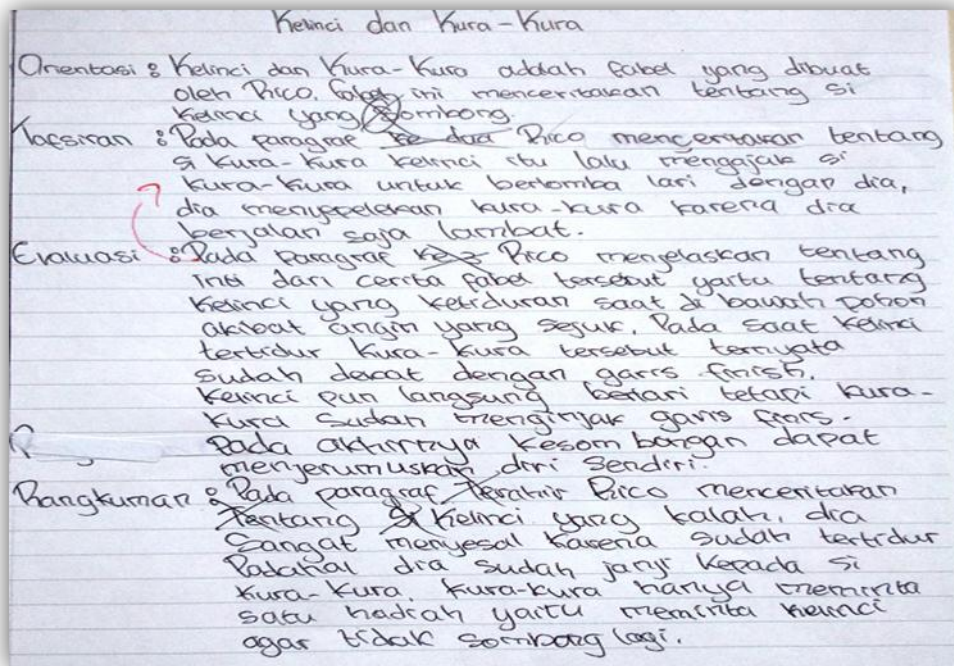 Kelinci dan Kura-Kura
Orientasi : Kelinci dan Kura-Kura adalah fabel yang dibuat
oleh Rico. fabel ini menceritakan tentang si
kelinci yang sombong.
Tafsiran : Pada paragraf ke dua Rico menceritakan tentang
si kura-kura kelinci itu lalu mengajak si
kura-kura untuk berlomba lari dengan dia,
dia menyepelekan kura-kura karena dia
berjalan saja lambat.
Evaluasi : Pada paragraf ke 3 Rico menjelaskan tentang
inti dari cerita fabel tersebut yaitu tentang
kelinci yang ketiduran saat di bawah pohon
akibat angin yang sejuk. Pada saat kelinci
tertidur kura-kura tersebut ternyata
sudah dekat dengan garis finish.
Kelinci pun langsung berlari tetapi kura-
kura sudah menginjak garis finis.
Pada akhirnya kesombongan dapat
menjerumuskan diri sendiri.
Rangkuman : Pada paragraf terakhir Rico menceritakan
tentang si kelinci yang kalah, dia
sangat menyesal karena sudah tertidur
Padahal dia sudah janji kepada si
kura-kura. kura-kura hanya meminta
satu hadiah yaitu meminta kelinci
agar tidak sombong lagi.